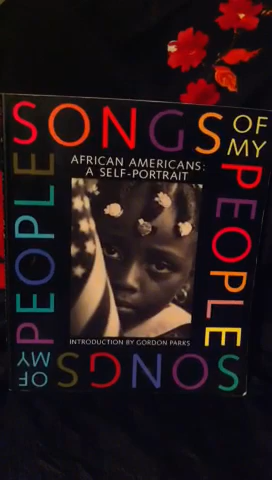 SONGS
OF
MY
PEOPLE
AFRICAN AMERICANS:
A SELF-PORTRAIT
INTRODUCTION BY GORDON PARKS
SONGS
OF
MY
PEOPLE